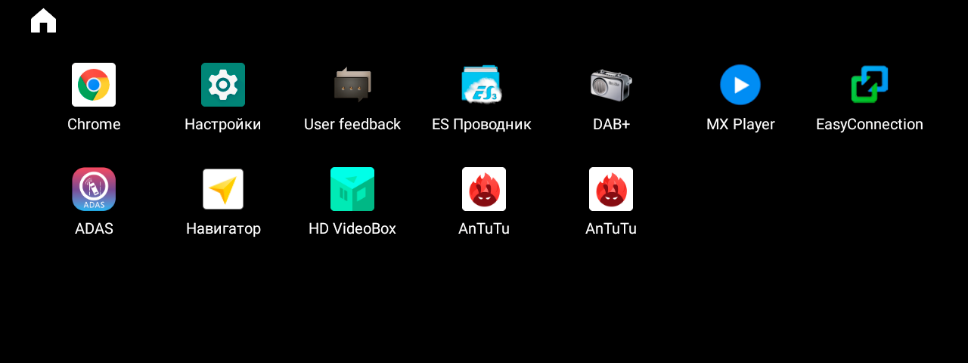 Chrome
Настройки
User feedback
ES Проводник
DAB+
MX Player
EasyConnection
ADAS
Навигатор
HD VideoBox
AnTuTu
AnTuTu